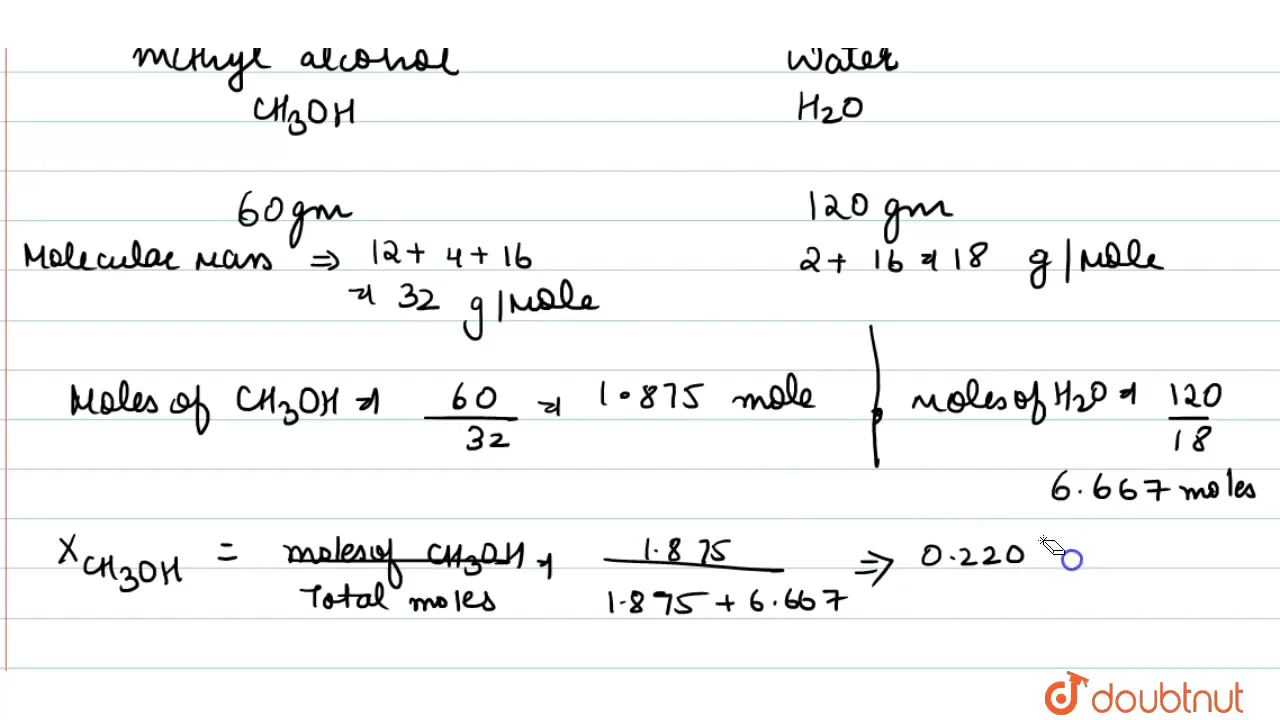 methyl alcohol Water
CH3OH H2O
60gm 120 gm
Molecular mass ⇒ 12+ 4 + 16 2+ 16 ⇒ 18 g/mole
⇒ 32 g/mole
Moles of CH3OH ⇒ 60/32 ⇒ 1.875 mole moles of H2O ⇒ 120/18
6.667 moles
XCH3OH = moles of CH3OH/Total moles ⇒ 1.875/1.875 + 6.667 ⇒ 0.220
doubtnut